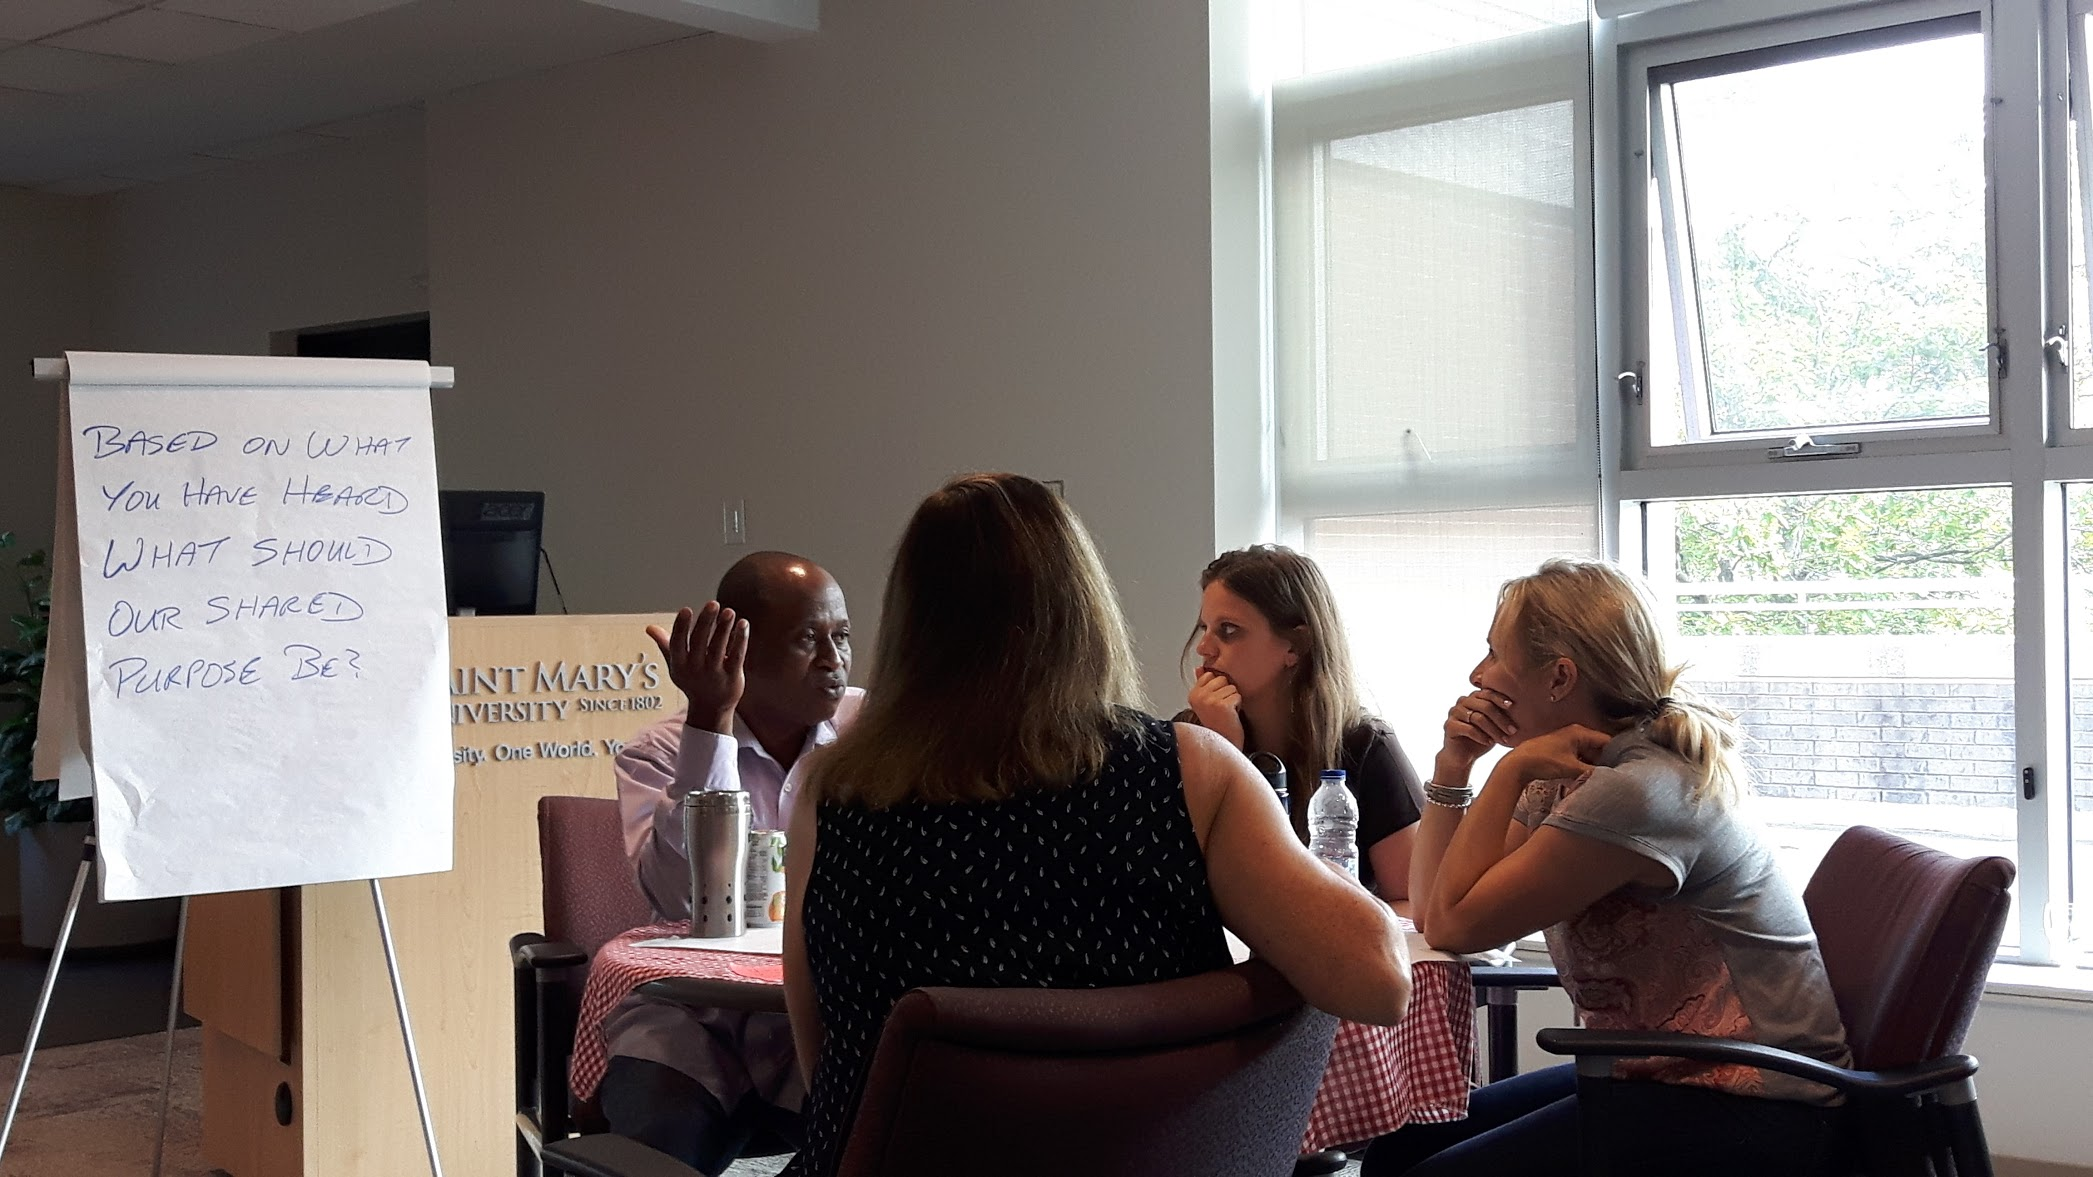 BASED ON WHAT
YOU HAVE HEARD
WHAT SHOULD
OUR SHARED
PURPOSE BE?
acer
AINT MARY'S
IVERSITY SINCE 1802
sity. One World. Yo